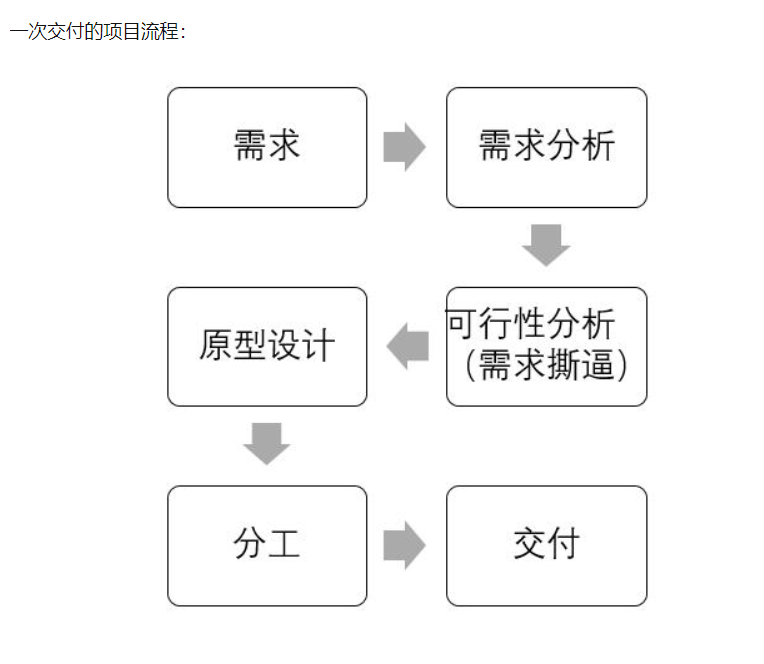 一次交付的项目流程：
需求
需求分析
可行性分析
（需求撕逼）
原型设计
分工
交付